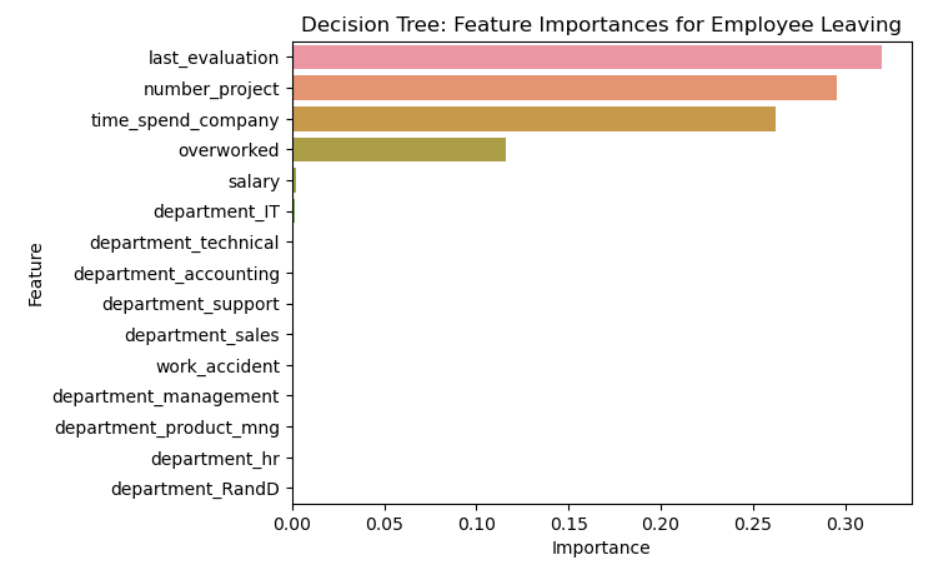 Decision Tree: Feature Importances for Employee Leaving
last_evaluation
number_project
time_spend_company
overworked
salary
department_IT
department_technical
department_accounting
department_support
department_sales
work_accident
department_management
department_product_mng
department_hr
department_RandD
Feature
0.00 0.05 0.10 0.15 0.20 0.25 0.30
Importance